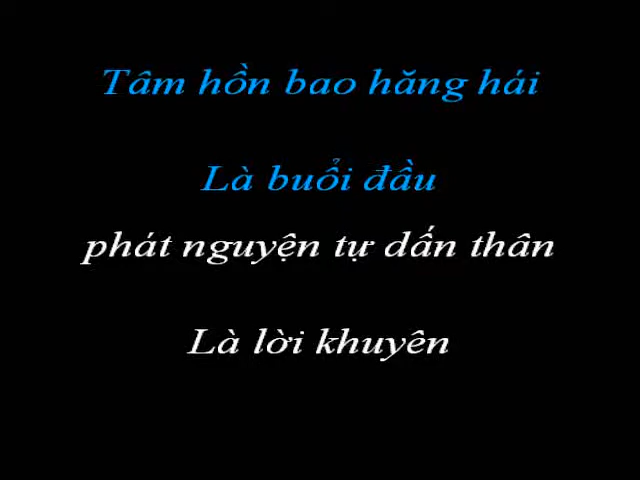 Tâm hồn bao hăng hái
Là buổi đầu
phát nguyện tự dấn thân
Là lời khuyên